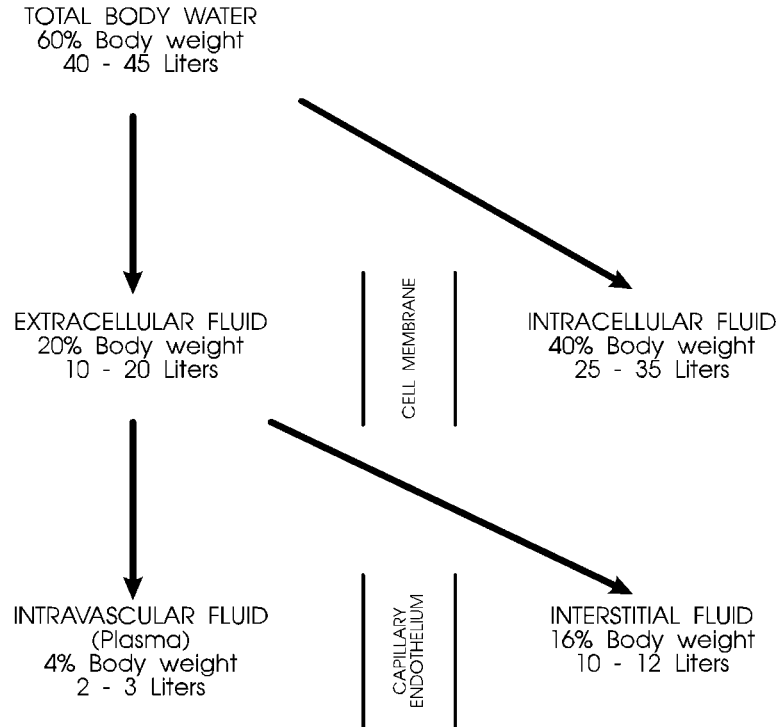 TOTAL BODY WATER
60% Body weight
40 - 45 Liters
EXTRACELLULAR FLUID
20% Body weight
10 - 20 Liters
CELL MEMBRANE
INTRACELLULAR FLUID
40% Body weight
25 - 35 Liters
INTRAVASCULAR FLUID
(Plasma)
4% Body weight
2 - 3 Liters
CAPILLARY
ENDOTHELIUM
INTERSTITIAL FLUID
16% Body weight
10 - 12 Liters